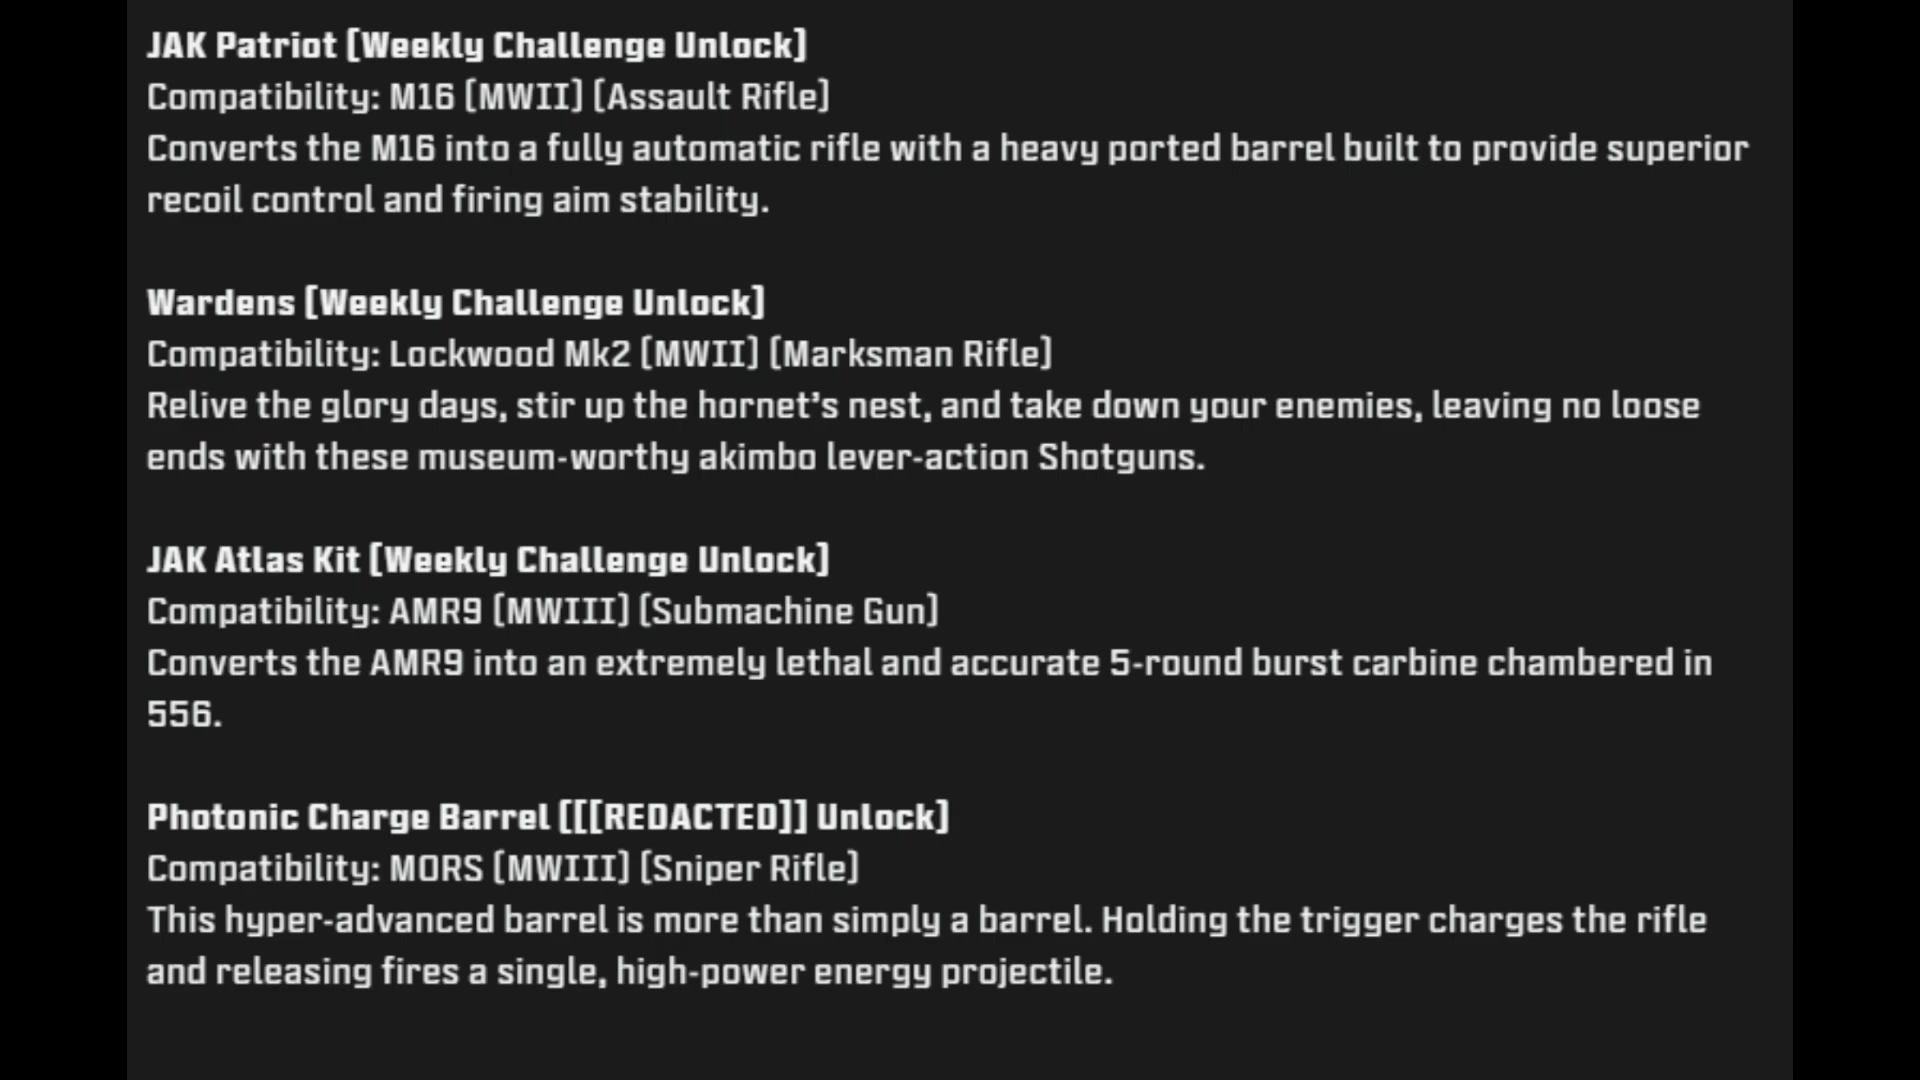 JAK Patriot [Weekly Challenge Unlock]
Compatibility: M16 [MWII] [Assault Rifle]
Converts the M16 into a fully automatic rifle with a heavy ported barrel built to provide superior
recoil control and firing aim stability.
Wardens [Weekly Challenge Unlock]
Compatibility: Lockwood Mk2 [MWII] [Marksman Rifle]
Relive the glory days, stir up the hornet’s nest, and take down your enemies, leaving no loose
ends with these museum-worthy akimbo lever-action Shotguns.
JAK Atlas Kit [Weekly Challenge Unlock]
Compatibility: AMR9 [MWIII] [Submachine Gun]
Converts the AMR9 into an extremely lethal and accurate 5-round burst carbine chambered in
556.
Photonic Charge Barrel [[[REDACTED]] Unlock]
Compatibility: MORS [MWIII] [Sniper Rifle]
This hyper-advanced barrel is more than simply a barrel. Holding the trigger charges the rifle
and releasing fires a single, high-power energy projectile.